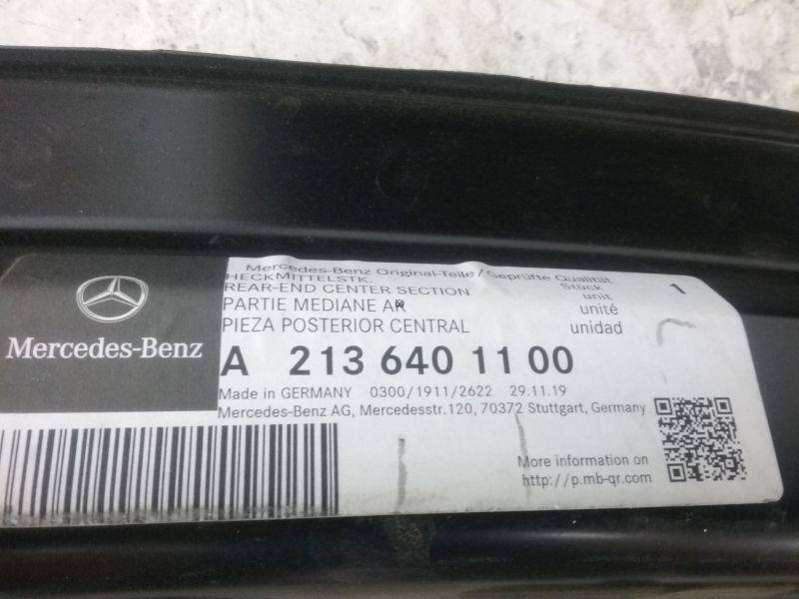 Mercedes-Benz Original-Teile / Geprüfte Qualität
HECKMITTELSTK. Stück 1
REAR-END CENTER SECTION unit
PARTIE MEDIANE AR unité
PIEZA POSTERIOR CENTRAL unidad
Mercedes-Benz
A 213 640 11 00
Made in GERMANY 0300/1911/2622 29.11.19
Mercedes-Benz AG, Mercedesstr.120, 70372 Stuttgart, Germany
More information on
http://p.mb-qr.com